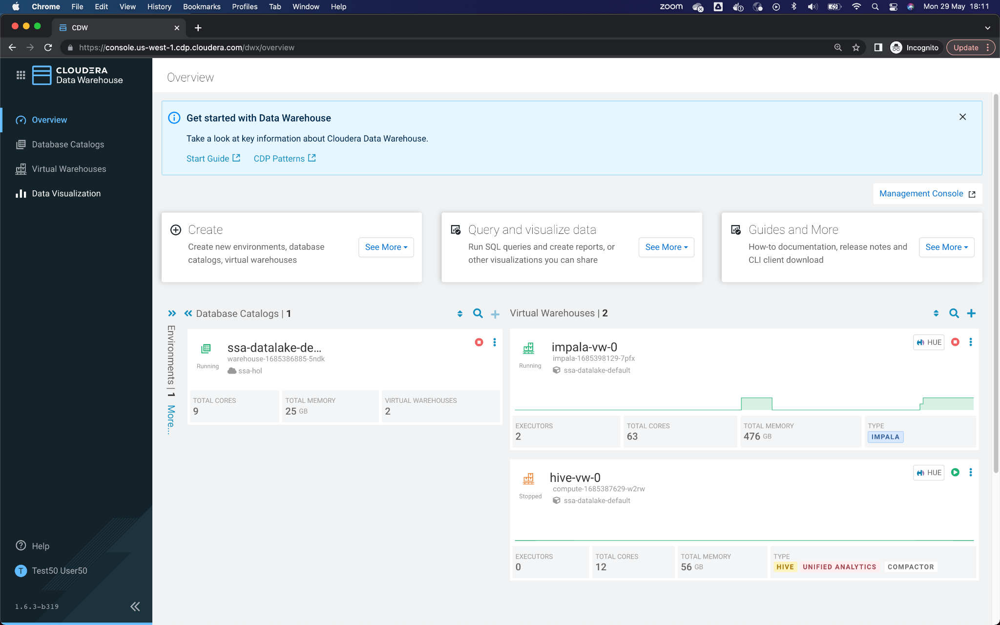 Chrome File Edit View History Bookmarks Profiles Tab Window Help
zoom Mon 29 May 18:11
CDW
https://console.us-west-1.cdp.cloudera.com/dwx/overview
Incognito
Update
CLOUDERA
Data Warehouse
Overview
Database Catalogs
Virtual Warehouses
Data Visualization
Help
T Test50 User50
1.6.3-b319
Overview
Get started with Data Warehouse
Take a look at key information about Cloudera Data Warehouse.
Start Guide CDP Patterns
Management Console
Create
Create new environments, database
catalogs, virtual warehouses
See More
Query and visualize data
Run SQL queries and create reports, or
other visualizations you can share
See More
Guides and More
How-to documentation, release notes and
CLI client download
See More
Environments | 1 More...
Database Catalogs | 1
ssa-datalake-de...
warehouse-1685386885-5ndk
Running
ssa-hol
TOTAL CORES
9
TOTAL MEMORY
25 GB
VIRTUAL WAREHOUSES
2
Virtual Warehouses | 2
impala-vw-0
HUE
impala-1685398129-7pfx
Running
ssa-datalake-default
EXECUTORS
2
TOTAL CORES
63
TOTAL MEMORY
476 GB
TYPE
IMPALA
hive-vw-0
HUE
compute-1685387629-w2rw
Stopped
ssa-datalake-default
EXECUTORS
0
TOTAL CORES
12
TOTAL MEMORY
56 GB
TYPE
HIVE UNIFIED ANALYTICS COMPACTOR